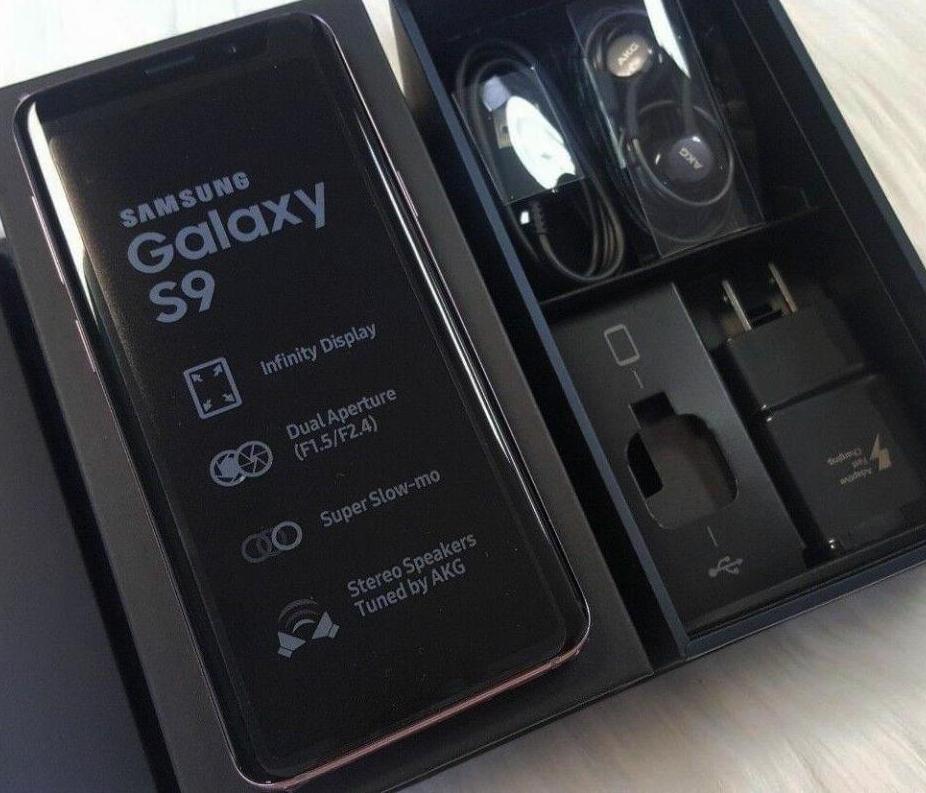 SAMSUNG
Galaxy
S9
Infinity Display
Dual Aperture
(F1.5/F2.4)
Super Slow-mo
Stereo Speakers
Tuned by AKG
AKG
AKG
Adaptive
Fast
Charging